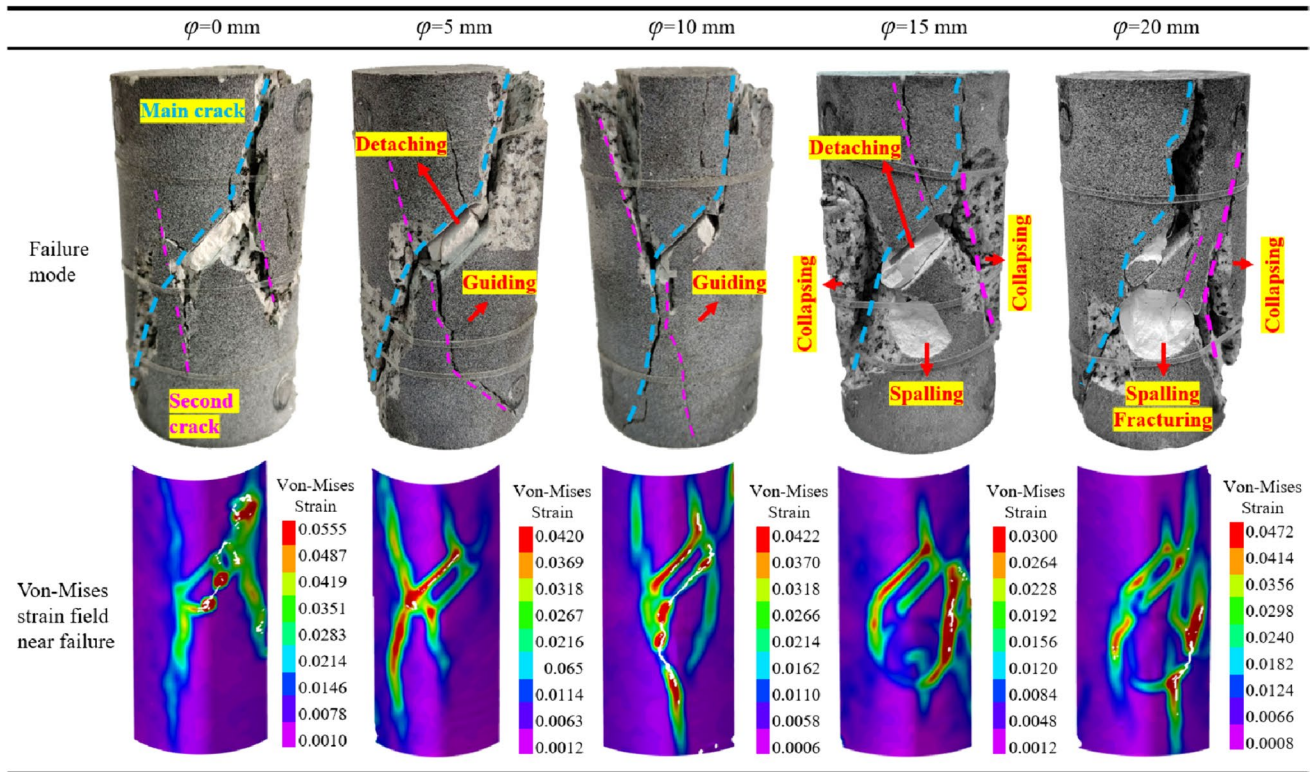 φ=0 mm φ=5 mm φ=10 mm φ=15 mm φ=20 mm
Failure
mode
Main crack
Second
crack
Detaching
Guiding
Guiding
Detaching
Collapsing
Collapsing
Spalling
Collapsing
Spalling
Fracturing
Von-Mises
strain field
near failure
Von-Mises
Strain
0.0555
0.0487
0.0419
0.0351
0.0283
0.0214
0.0146
0.0078
0.0010
Von-Mises
Strain
0.0420
0.0369
0.0318
0.0267
0.0216
0.065
0.0114
0.0063
0.0012
Von-Mises
Strain
0.0422
0.0370
0.0318
0.0266
0.0214
0.0162
0.0110
0.0058
0.0006
Von-Mises
Strain
0.0300
0.0264
0.0228
0.0192
0.0156
0.0120
0.0084
0.0048
0.0012
Von-Mises
Strain
0.0472
0.0414
0.0356
0.0298
0.0240
0.0182
0.0124
0.0066
0.0008